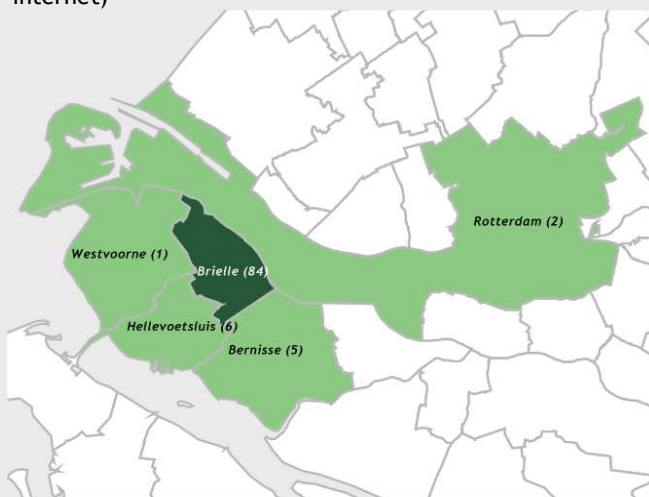 internet)
Rotterdam (2)
Westvoorne (1)
Brielle (84)
Hellevoetsluis (6)
Bernisse (5)